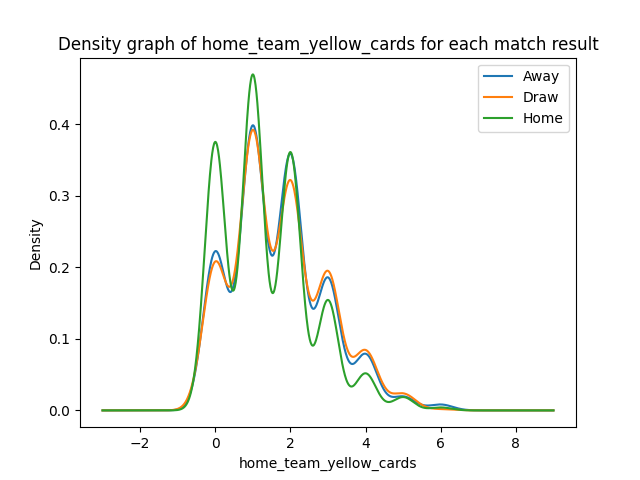 Density graph of home_team_yellow_cards for each match result
Away
Draw
Home
Density
0.4
0.3
0.2
0.1
0.0
−2 0 2 4 6 8
home_team_yellow_cards